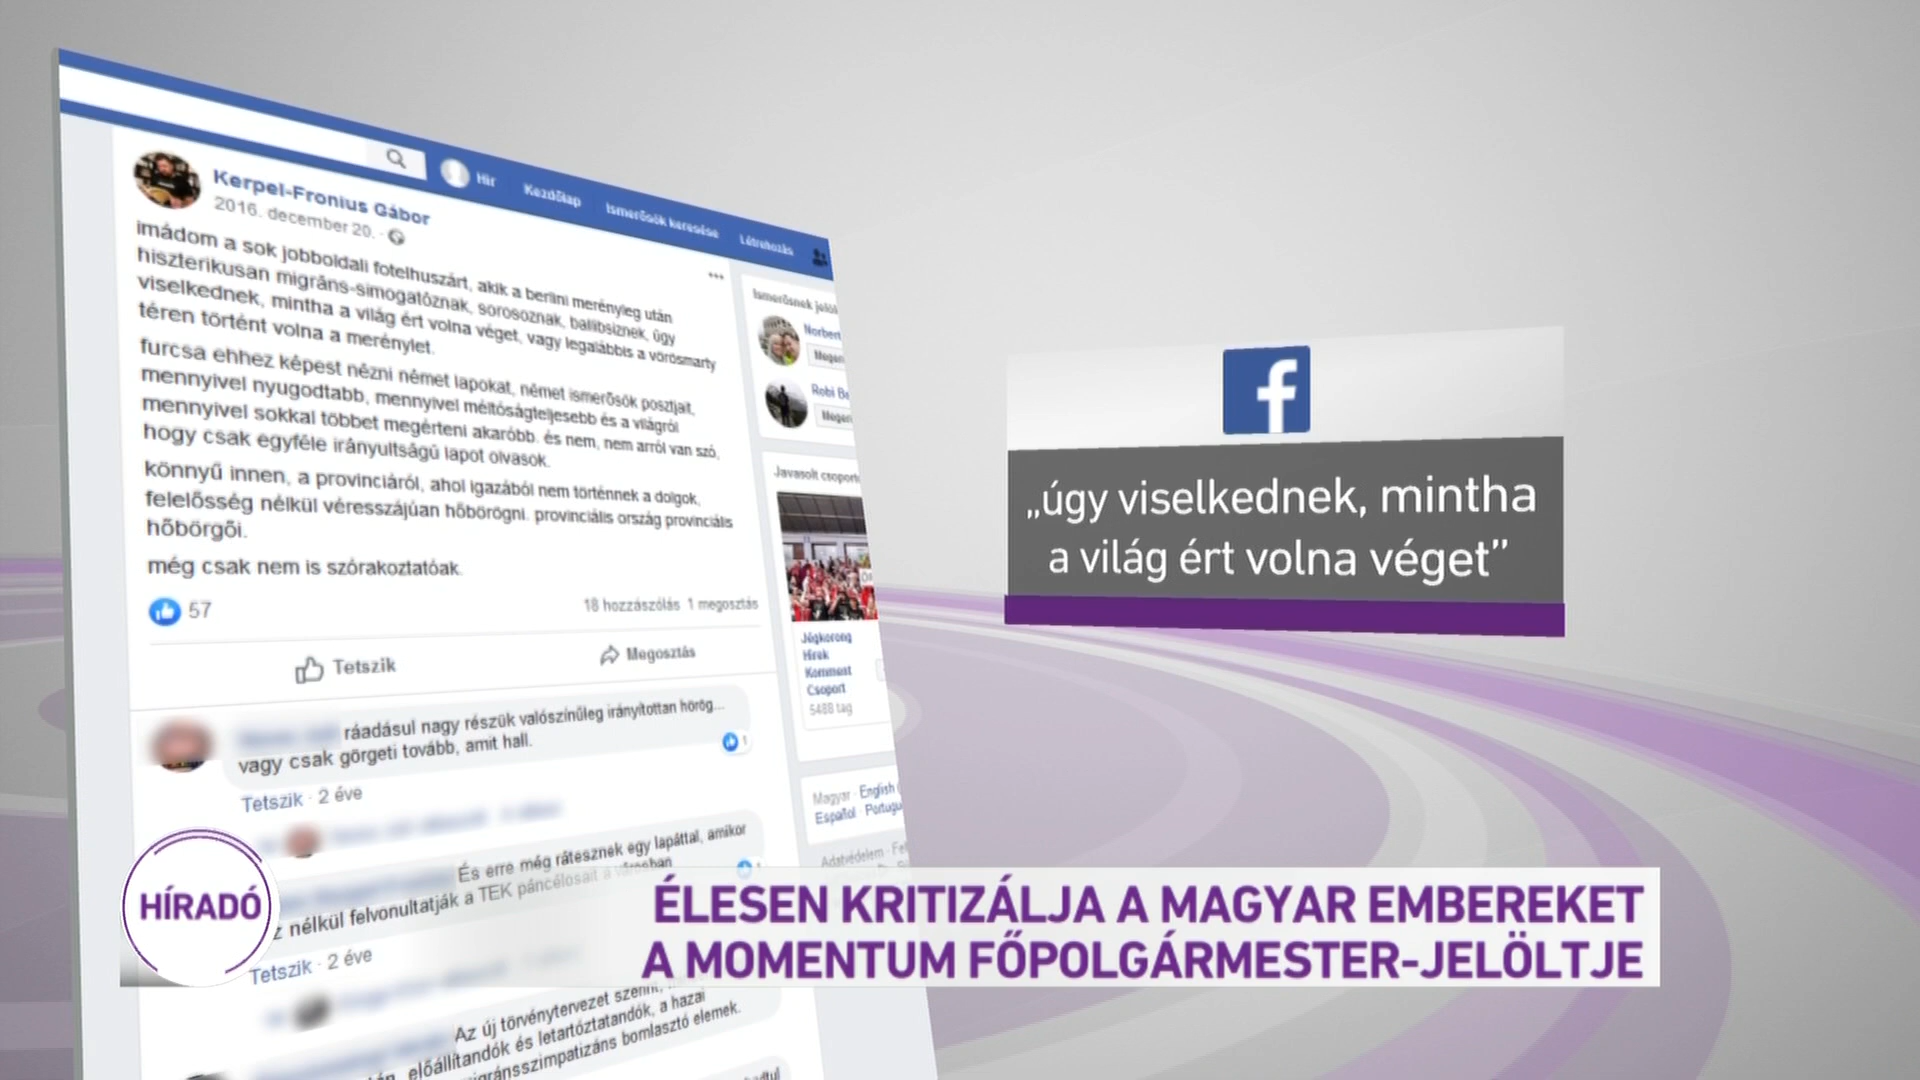 Hír
Kezdőlap
Ismerősök keresése
Létrehozás
Kerpel-Fronius Gábor
2016. december 20. ·
imádom a sok jobboldali fotelhuszárt, akik a berlini merényleg után
hiszterikusan migráns-simogatóznak, sorosoznak, ballibsiznek, úgy
viselkednek, mintha a világ ért volna véget, vagy legalábbis a vörösmarty
téren történt volna a merénylet.
furcsa ehhez képest nézni német lapokat, német ismerősök posztjait,
mennyivel nyugodtabb, mennyivel méltóságteljesebb és a világról
mennyivel sokkal többet megérteni akaróbb. és nem, nem arról van szó,
hogy csak egyféle irányultságú lapot olvasok.
könnyű innen, a provinciáról, ahol igazából nem történnek a dolgok,
felelősség nélkül véresszájúan hőbörögni. provinciális ország provinciális
hőbörgői.
még csak nem is szórakoztatóak.
57
18 hozzászólás 1 megosztás
Tetszik
Megosztás
ráadásul nagy részük valószínűleg irányítottan hörög...
vagy csak görgeti tovább, amit hall.
1
Tetszik · 2 éve
És erre még rátesznek egy lapáttal, amikor
nélkül felvonultatják a TEK páncélosait a városban
Tetszik · 2 éve
Az új törvénytervezet szerint,
előállítandók és letartóztatandók, a hazai
bomlasztó elemek.
Ismerősnek jelöl
Norbert
Robi
Javasolt csoport
Jégkorong
Hírek
Komment
Csoport
5488 tag
Magyar · English
Español · Portugu
Adatvédelem ·
f
„úgy viselkednek, mintha
a világ ért volna véget”
HÍRADÓ
ÉLESEN KRITIZÁLJA A MAGYAR EMBEREKET
A MOMENTUM FŐPOLGÁRMESTER-JELÖLTJE